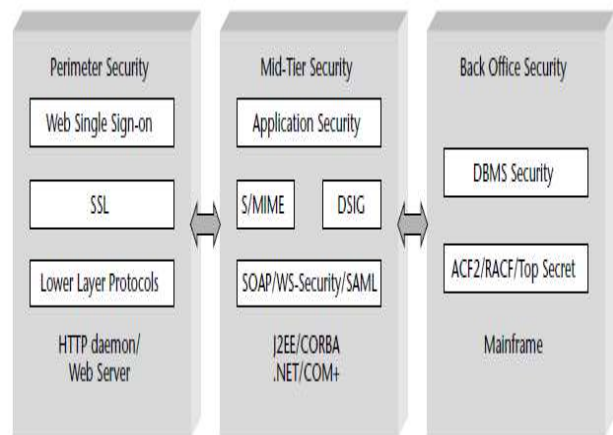 Perimeter Security
Web Single Sign-on
SSL
Lower Layer Protocols
HTTP daemon/
Web Server
Mid-Tier Security
Application Security
S/MIME
DSIG
SOAP/WS-Security/SAML
J2EE/CORBA
.NET/COM+
Back Office Security
DBMS Security
ACF2/RACF/Top Secret
Mainframe